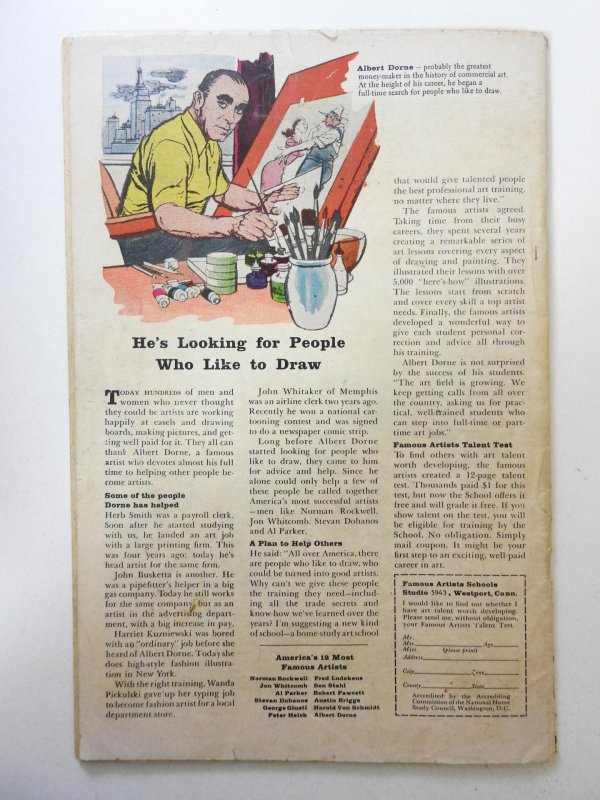 Albert Dorne – probably the greatest
money-maker in the history of commercial art.
At the height of his career, he began a
full-time search for people who like to draw.
He's Looking for People
Who Like to Draw
TODAY HUNDREDS of men and
women who never thought
they could be artists are working
happily at easels and drawing
boards, making pictures, and get-
ting well paid for it. They all can
thank Albert Dorne, a famous
artist who devotes almost his full
time to helping other people be-
come artists.
Some of the people
Dorne has helped
Herb Smith was a payroll clerk.
Soon after he started studying
with us, he landed an art job
with a large printing firm. This
was four years ago; today he's
head artist for the same firm.
John Busketta is another. He
was a pipefitter's helper in a big
gas company. Today he still works
for the same company, but as an
artist in the advertising depart-
ment, with a big increase in pay.
Harriet Kuzniewski was bored
with an "ordinary" job before she
heard of Albert Dorne. Today she
does high-style fashion illustra-
tion in New York.
With the right training, Wanda
Pickulski gave up her typing job
to become fashion artist for a local
department store.
John Whitaker of Memphis
was an airline clerk two years ago.
Recently he won a national car-
tooning contest and was signed
to do a newspaper comic strip.
Long before Albert Dorne
started looking for people who
like to draw, they came to him
for advice and help. Since he
alone could only help a few of
these people he called together
America's most successful artists
—men like Norman Rockwell,
Jon Whitcomb, Stevan Dohanos
and Al Parker.
A Plan to Help Others
He said: "All over America, there
are people who like to draw, who
could be turned into good artists.
Why can't we give these people
the training they need—includ-
ing all the trade secrets and
know-how we've learned over the
years? I'm suggesting a new kind
of school—a home-study art school
America's 12 Most
Famous Artists
Norman Rockwell Fred Ludekens
Jon Whitcomb Ben Stahl
Al Parker Robert Fawcett
Stevan Dohanos Austin Briggs
George Giusti Harold Von Schmidt
Peter Helck Albert Dorne
that would give talented people
the best professional art training,
no matter where they live."
The famous artists agreed.
Taking time from their busy
careers, they spent several years
creating a remarkable series of
art lessons covering every aspect
of drawing and painting. They
illustrated their lessons with over
5,000 "here's-how" illustrations.
The lessons start from scratch
and cover every skill a top artist
needs. Finally, the famous artists
developed a wonderful way to
give each student personal cor-
rection and advice all through
his training.
Albert Dorne is not surprised
by the success of his students.
"The art field is growing. We
keep getting calls from all over
the country, asking us for prac-
tical, well-trained students who
can step into full-time or part-
time art jobs."
Famous Artists Talent Test
To find others with art talent
worth developing, the famous
artists created a 12-page talent
test. Thousands paid $1 for this
test, but now the School offers it
free and will grade it free. If you
show talent on the test, you will
be eligible for training by the
School. No obligation. Simply
mail coupon. It might be your
first step to an exciting, well-paid
career in art.
Famous Artists Schools
Studio 5943, Westport, Conn.
I would like to find out whether I
have art talent worth developing.
Please send me, without obligation,
your Famous Artists Talent Test.
Mr.
Mrs. Age
Miss (please print)
Address
City Zone
County State
Accredited by the Accrediting
Commission of the National Home
Study Council, Washington, D.C.